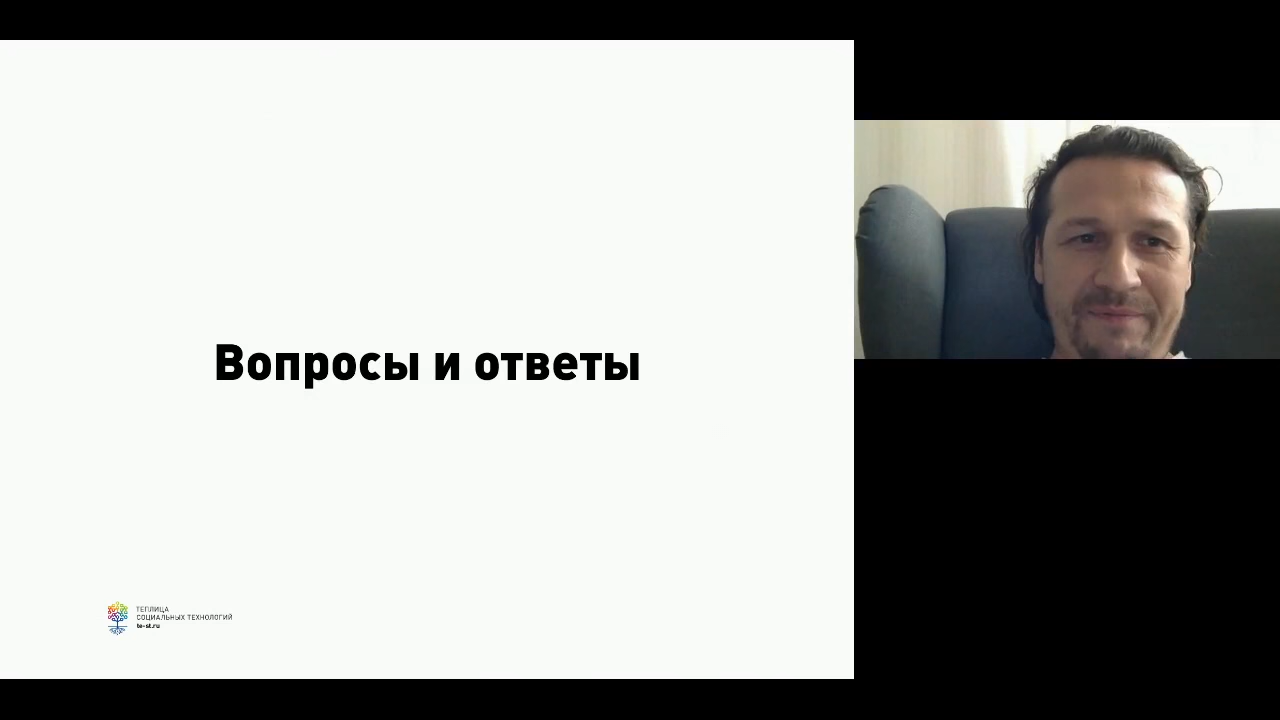 Вопросы и ответы
ТЕПЛИЦА
СОЦИАЛЬНЫХ ТЕХНОЛОГИЙ
te-st.ru